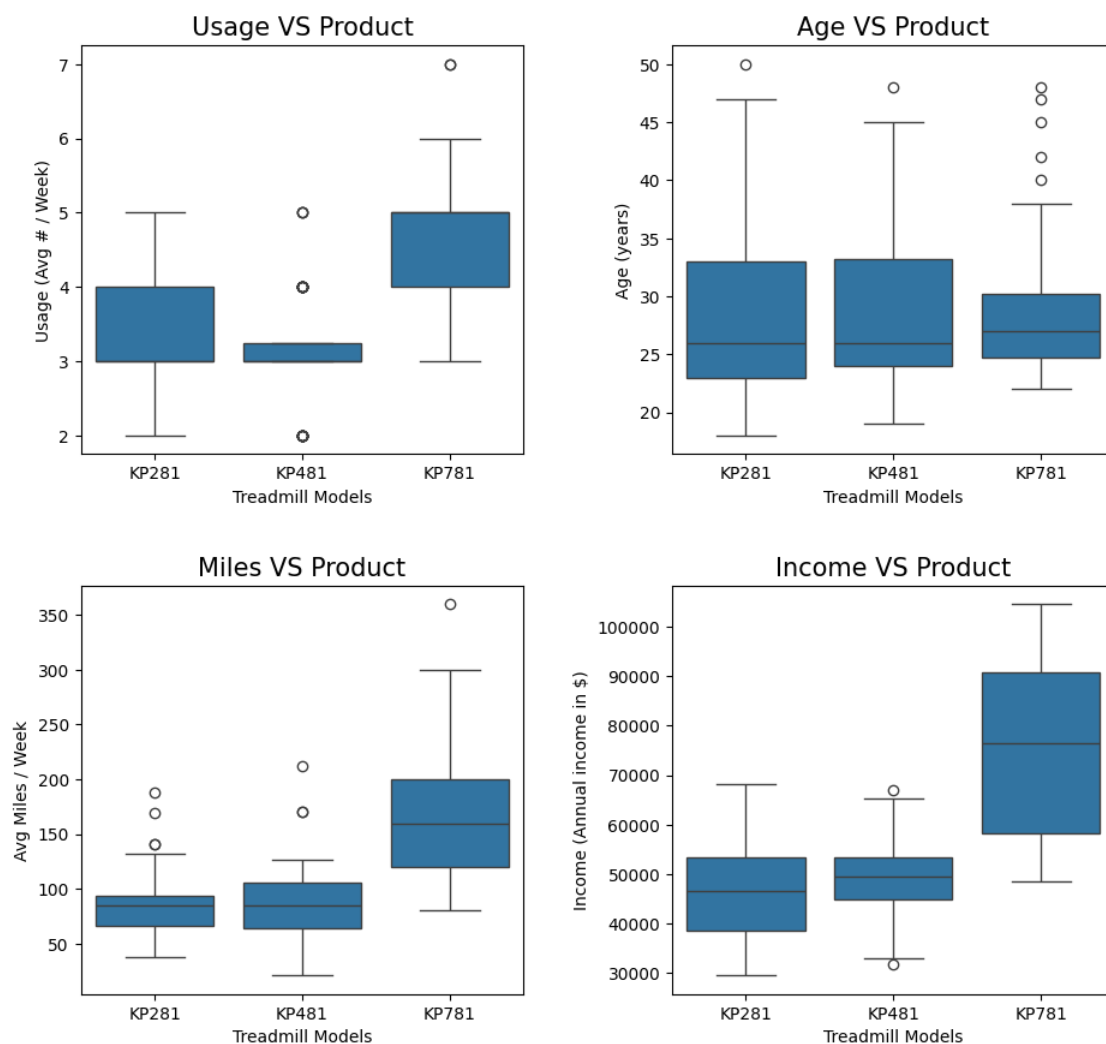 Usage VS Product
7
6
5
4
3
2
Usage (Avg # / Week)
KP281 KP481 KP781
Treadmill Models
Age VS Product
50
45
40
35
30
25
20
Age (years)
KP281 KP481 KP781
Treadmill Models
Miles VS Product
350
300
250
200
150
100
50
Avg Miles / Week
KP281 KP481 KP781
Treadmill Models
Income VS Product
100000
90000
80000
70000
60000
50000
40000
30000
Income (Annual income in $)
KP281 KP481 KP781
Treadmill Models